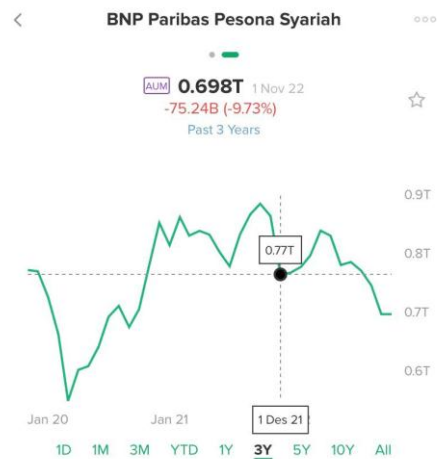 BNP Paribas Pesona Syariah
AUM 0.698T 1 Nov 22
-75.24B (-9.73%)
Past 3 Years
0.9T
0.77T
0.8T
0.7T
0.6T
Jan 20 Jan 21 1 Des 21
1D 1M 3M YTD 1Y 3Y 5Y 10Y All